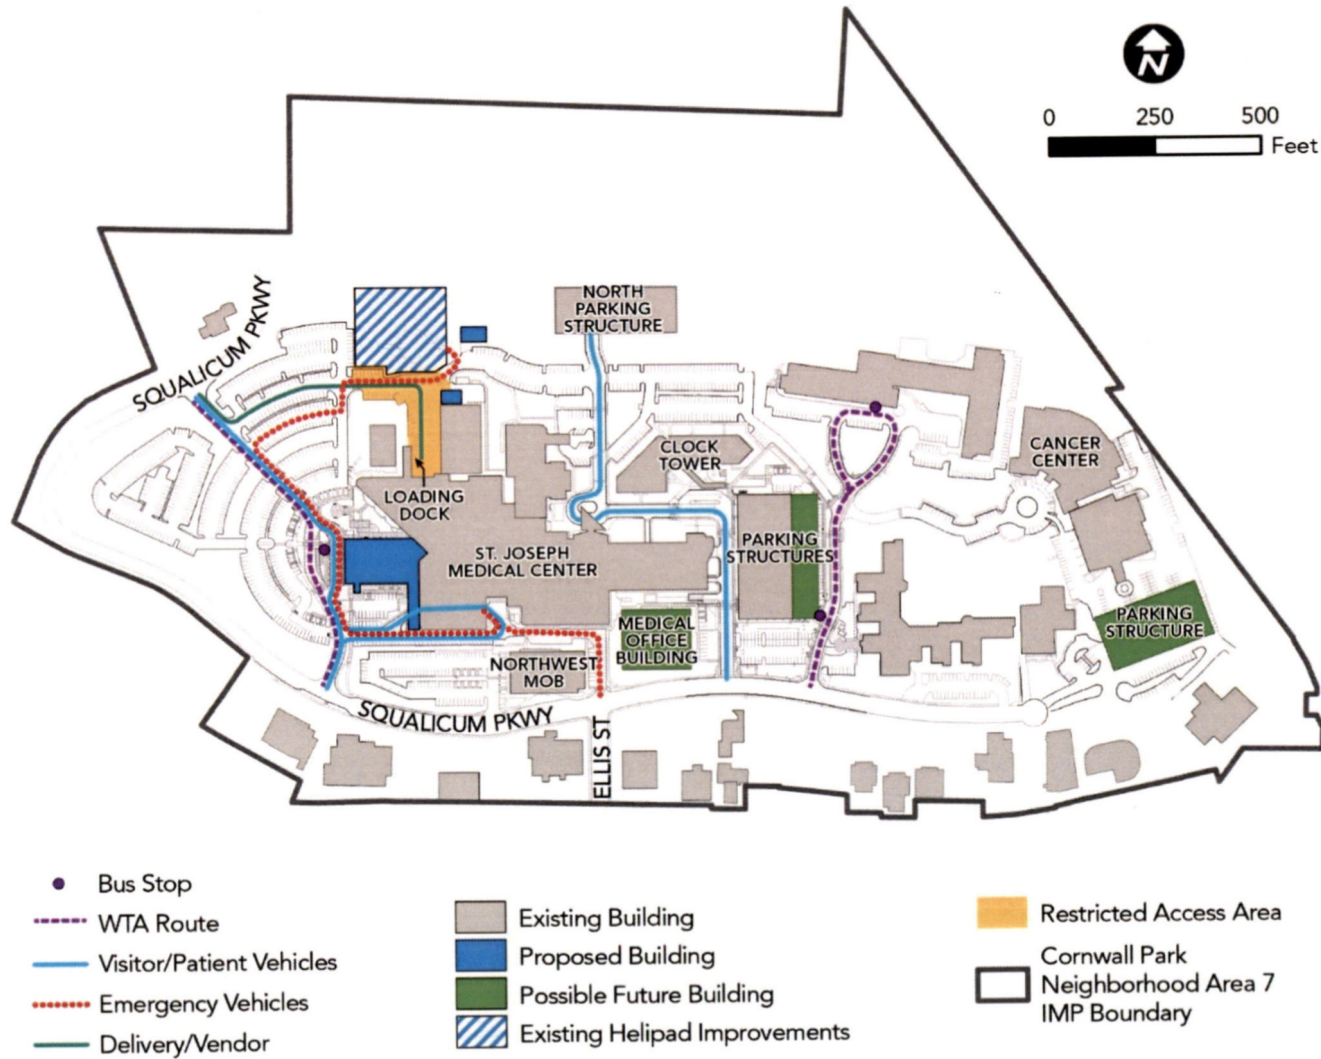 N
0 250 500
Feet
SQUALICUM PKWY
NORTH
PARKING
STRUCTURE
CLOCK
TOWER
CANCER
CENTER
LOADING
DOCK
ST. JOSEPH
MEDICAL CENTER
PARKING
STRUCTURES
MEDICAL
OFFICE
BUILDING
PARKING
STRUCTURE
NORTHWEST
MOB
SQUALICUM PKWY
ELLIS ST
Bus Stop
WTA Route
Visitor/Patient Vehicles
Emergency Vehicles
Delivery/Vendor
Existing Building
Proposed Building
Possible Future Building
Existing Helipad Improvements
Restricted Access Area
Cornwall Park
Neighborhood Area 7
IMP Boundary